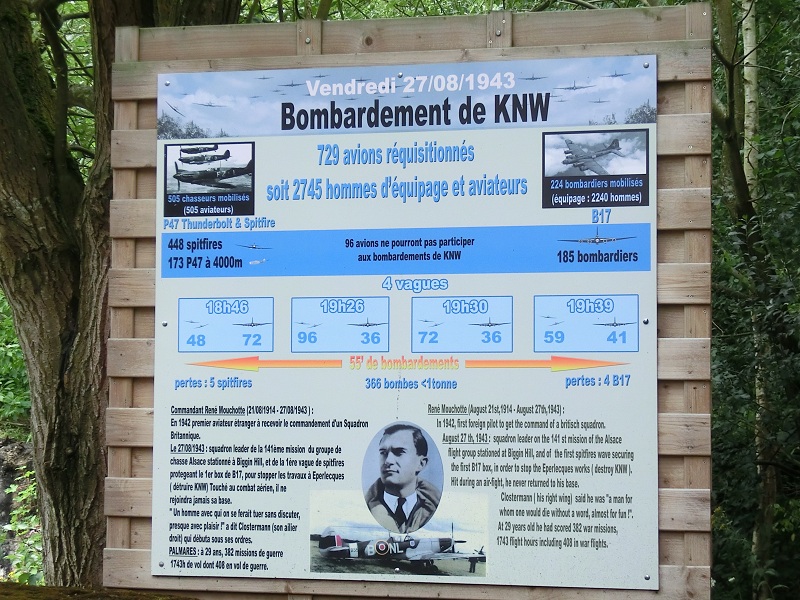 Vendredi 27/08/1943
Bombardement de KNW
729 avions réquisitionnés
soit 2745 hommes d'équipage et aviateurs
505 chasseurs mobilisés
(505 aviateurs)
P47 Thunderbolt & Spitfire
224 bombardiers mobilisés
(équipage : 2240 hommes)
B17
448 spitfires
173 P47 à 4000m
96 avions ne pourront pas participer
aux bombardements de KNW
185 bombardiers
4 vagues
18h46
48 72
19h26
96 36
19h30
72 36
19h39
59 41
55' de bombardements
pertes : 5 spitfires
366 bombes <1tonne
pertes : 4 B17
Commandant René Mouchotte (21/08/1914 - 27/08/1943) :
En 1942 premier aviateur étranger à recevoir le commandement d'un Squadron
Britannique.
Le 27/08/1943 : squadron leader de la 141ème mission du groupe de
chasse Alsace stationné à Biggin Hill, et de la 1ère vague de spitfires
protegeant le 1er box de B17, pour stopper les travaux à Eperlecques
( détruire KNW) Touché au combat aérien, il ne
rejoindra jamais sa base.
" Un homme avec qui on se ferait tuer sans discuter,
presque avec plaisir !" a dit Clostermann (son ailier
droit) qui débuta sous ses ordres.
PALMARES : à 29 ans, 382 missions de guerre
1743h de vol dont 408 en vol de guerre.
René Mouchotte (August 21st,1914 - August 27th,1943) :
In 1942, first foreign pilot to get the command of a britisch squadron.
August 27 th, 1943 : squadron leader on the 141 st mission of the Alsace
flight group stationed at Biggin Hill, and of the first spitfires wave securing
the first B17 box, in order to stop the Eperlecques works ( destroy KNW ).
Hit during an air-fight, he never returned to his base.
Clostermann ( his right wing) said he was "a man for
whom one would die without a word, almost for fun !".
At 29 years old he had scored 382 war missions,
1743 flight hours including 408 in war flights.
NL